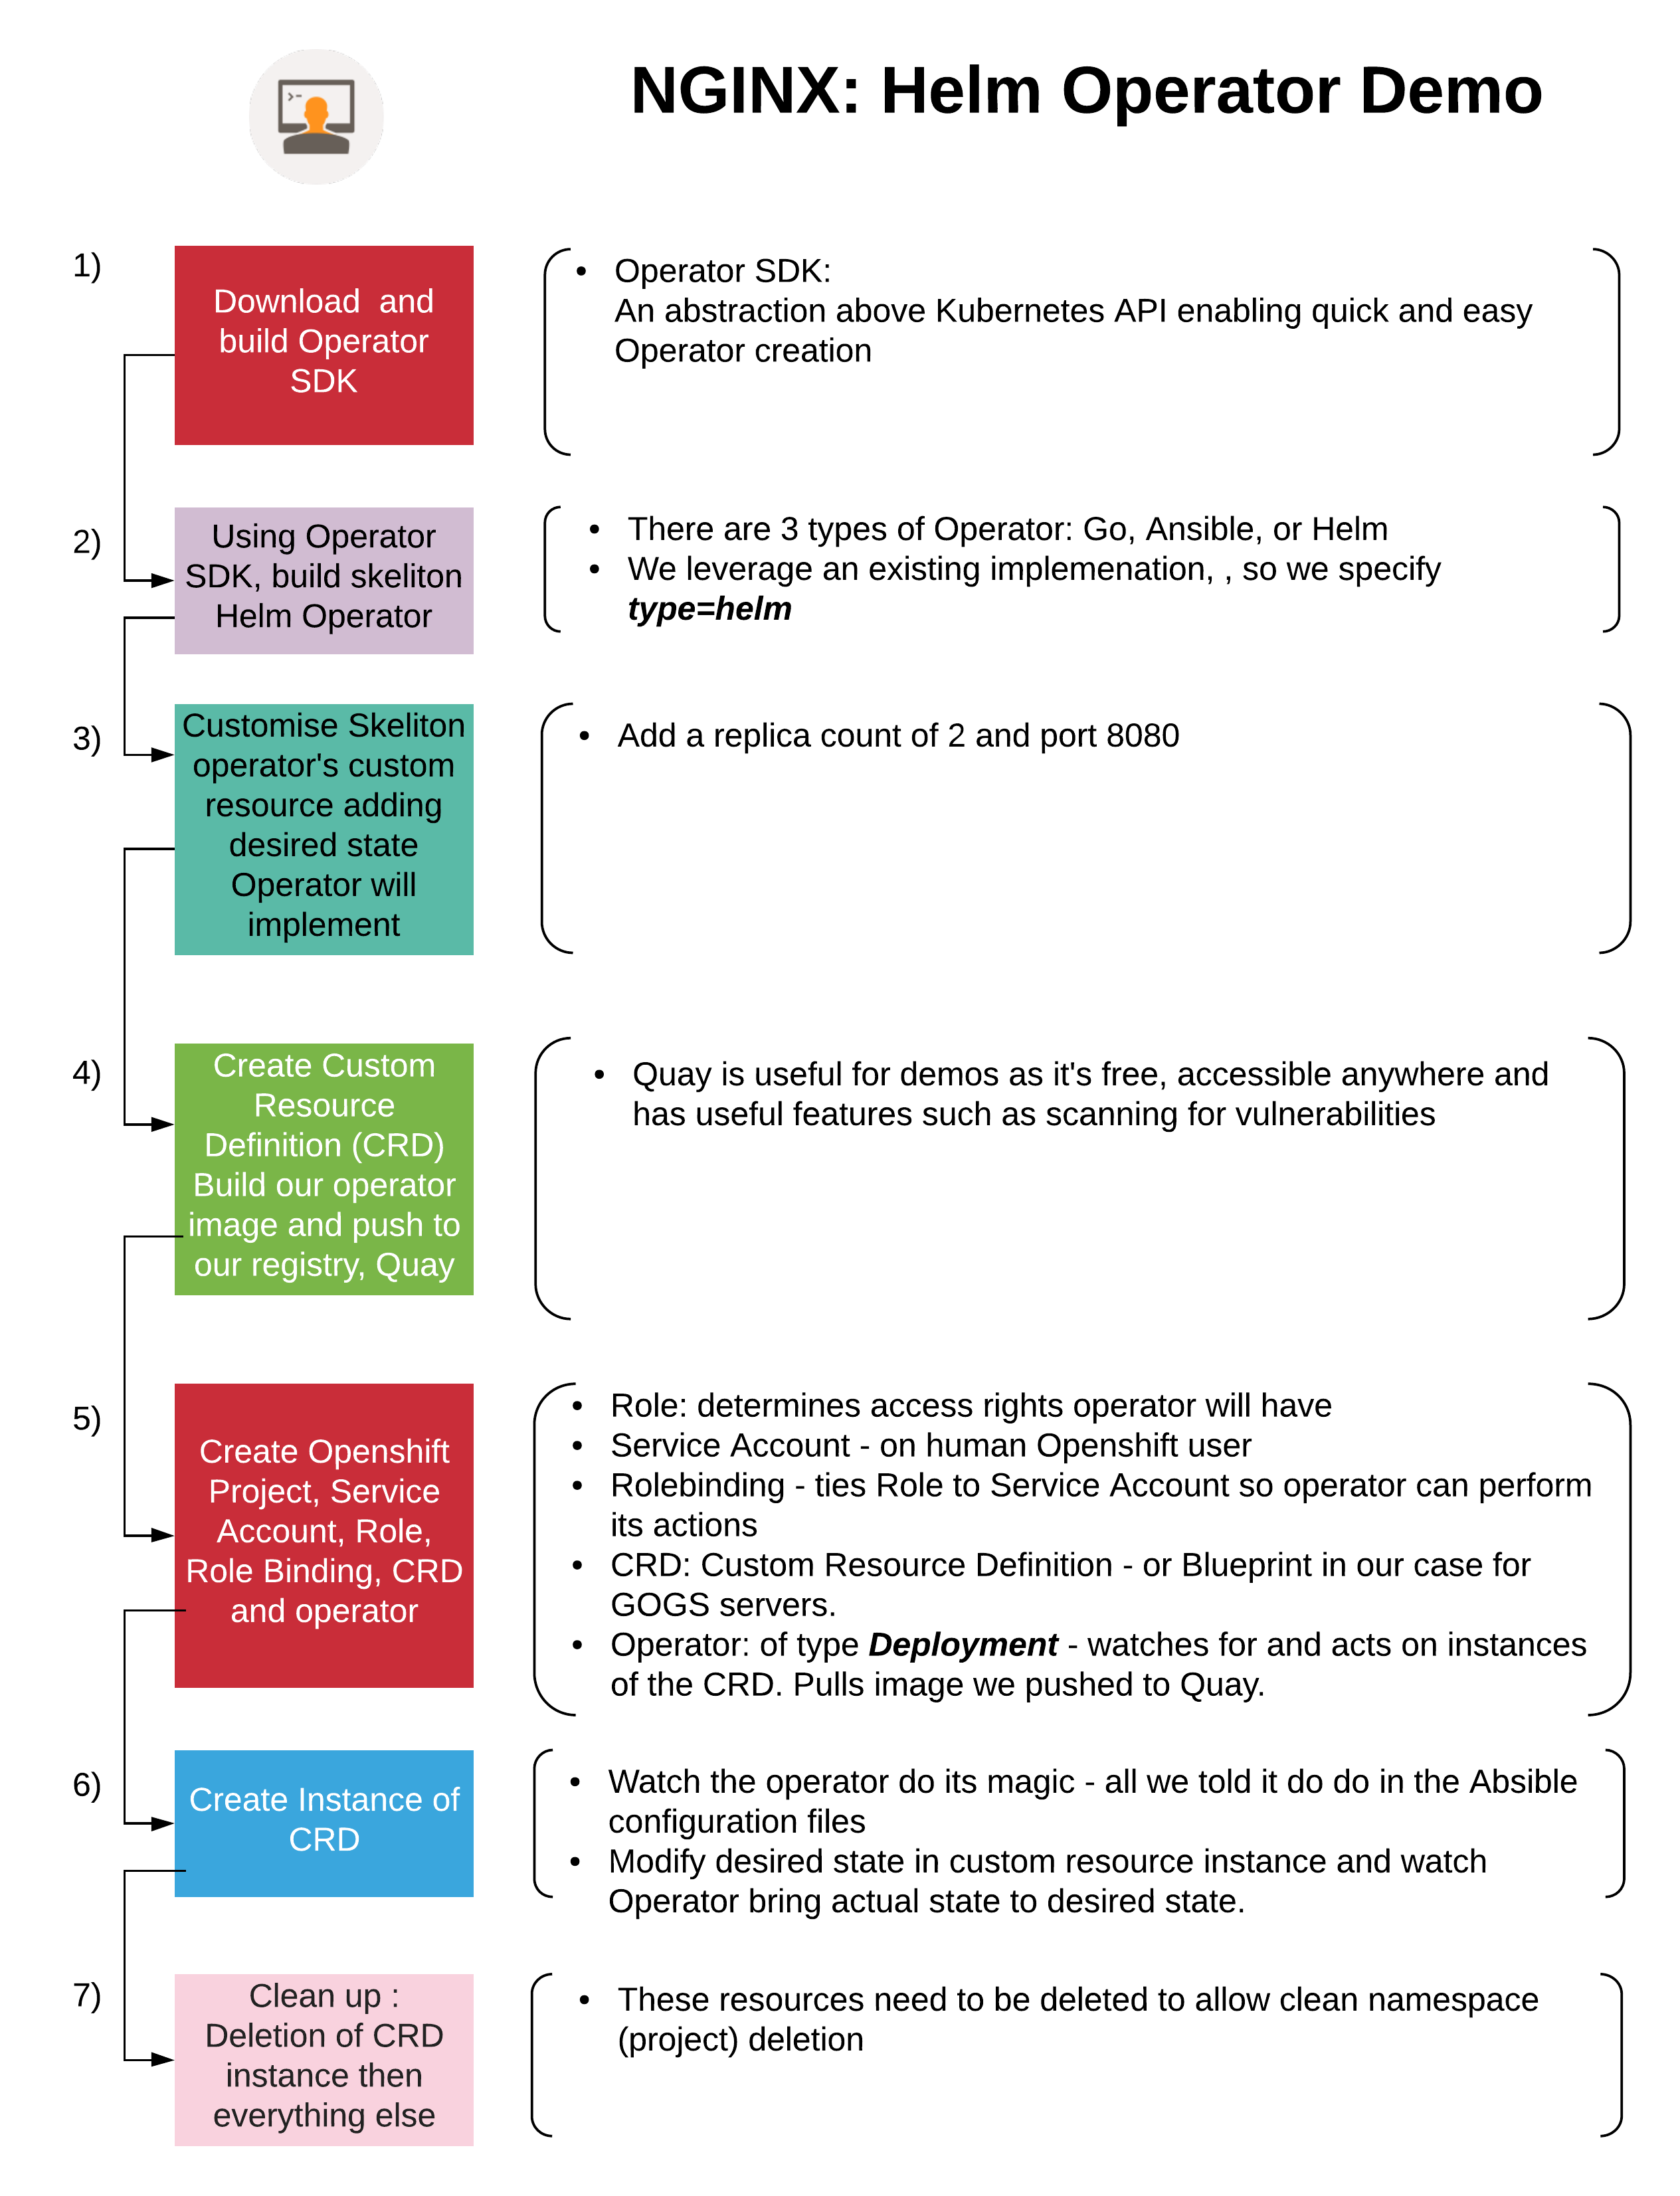 NGINX: Helm Operator Demo
1)
Download  and
build Operator
SDK
• Operator SDK:
An abstraction above Kubernetes API enabling quick and easy
Operator creation
2)
Using Operator
SDK, build skeliton
Helm Operator
• There are 3 types of Operator: Go, Ansible, or Helm
• We leverage an existing implemenation, , so we specify
type=helm
3)
Customise Skeliton
operator's custom
resource adding
desired state
Operator will
implement
• Add a replica count of 2 and port 8080
4)
Create Custom
Resource
Definition (CRD)
Build our operator
image and push to
our registry, Quay
• Quay is useful for demos as it's free, accessible anywhere and
has useful features such as scanning for vulnerabilities
5)
Create Openshift
Project, Service
Account, Role,
Role Binding, CRD
and operator
• Role: determines access rights operator will have
• Service Account - on human Openshift user
• Rolebinding - ties Role to Service Account so operator can perform
its actions
• CRD: Custom Resource Definition - or Blueprint in our case for
GOGS servers.
• Operator: of type Deployment - watches for and acts on instances
of the CRD. Pulls image we pushed to Quay.
6)
Create Instance of
CRD
• Watch the operator do its magic - all we told it do do in the Absible
configuration files
• Modify desired state in custom resource instance and watch
Operator bring actual state to desired state.
7)
Clean up :
Deletion of CRD
instance then
everything else
• These resources need to be deleted to allow clean namespace
(project) deletion